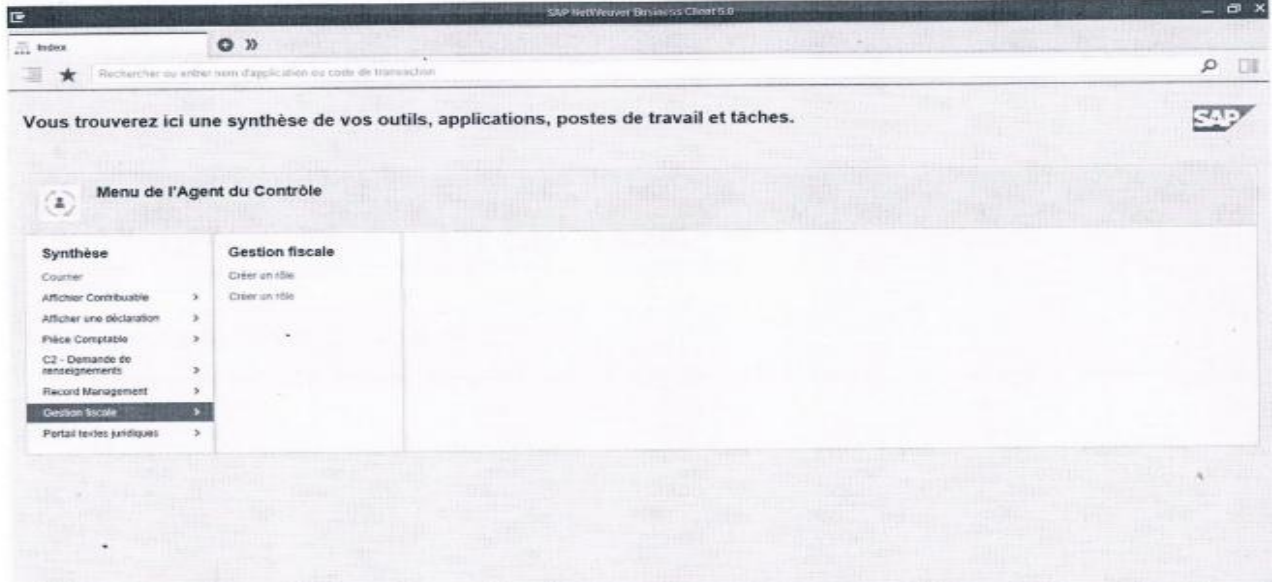 SAP NetWeaver Business Client 5.0
Index
Rechercher ou entrer nom d'application ou code de transaction
Vous trouverez ici une synthèse de vos outils, applications, postes de travail et tâches.
SAP
Menu de l'Agent du Contrôle
Synthèse
Courrier
Afficher Contribuable
Afficher une déclaration
Pièce Comptable
C2 - Demande de
renseignements
Record Management
Gestion fiscale
Portail textes juridiques
Gestion fiscale
Créer un rôle
Créer un rôle